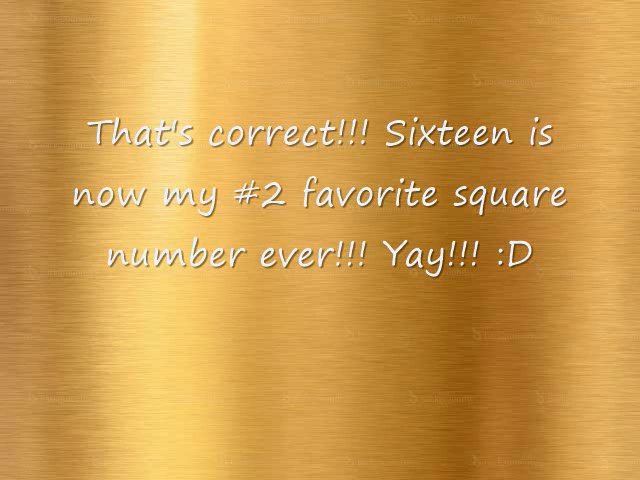 That's correct!!! Sixteen is
now my #2 favorite square
number ever!!! Yay!!! :D